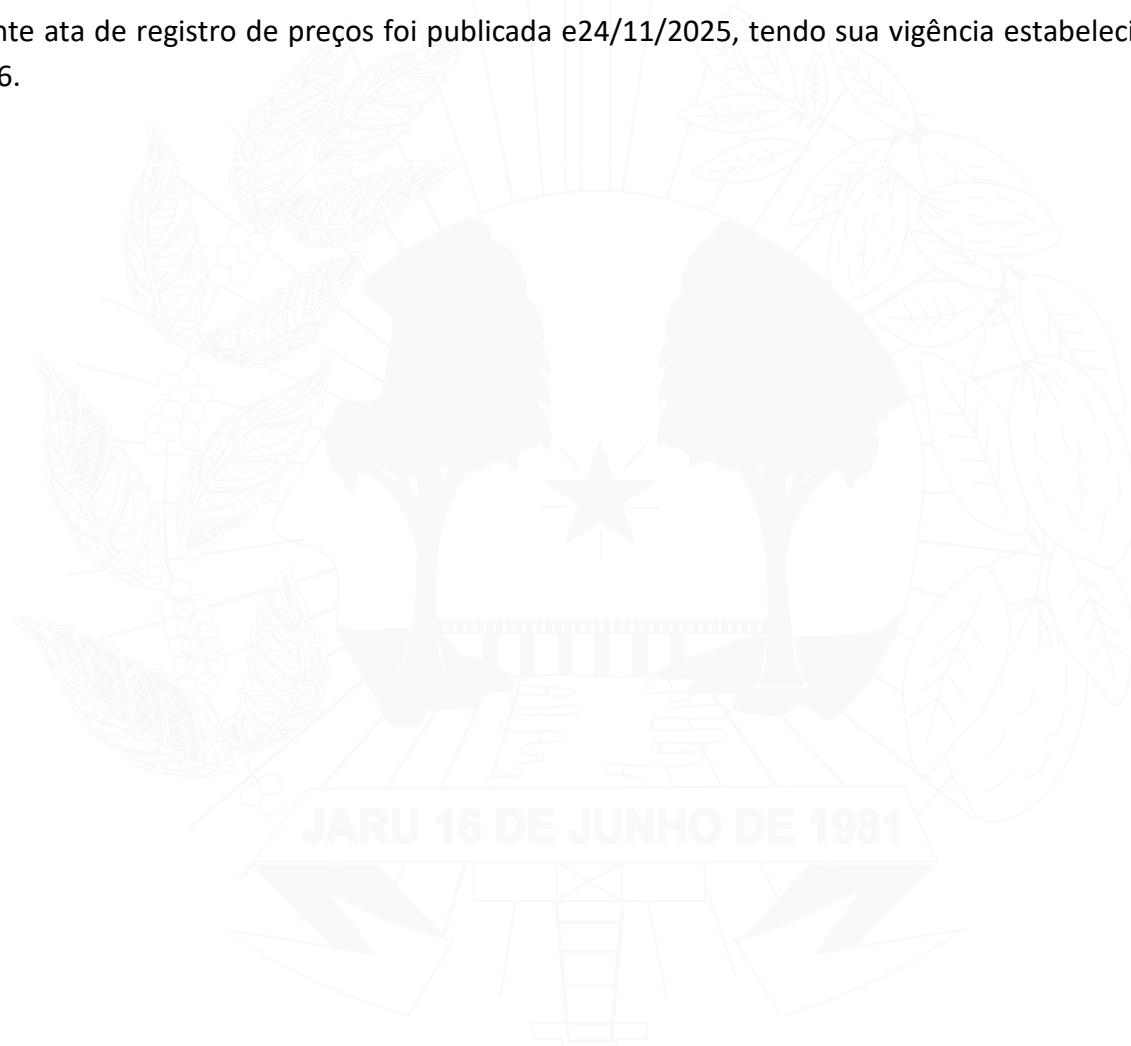 nte ata de registro de preços foi publicada e24/11/2025, tendo sua vigência estabeleci
6.
JARU 16 DE JUNHO DE 1981